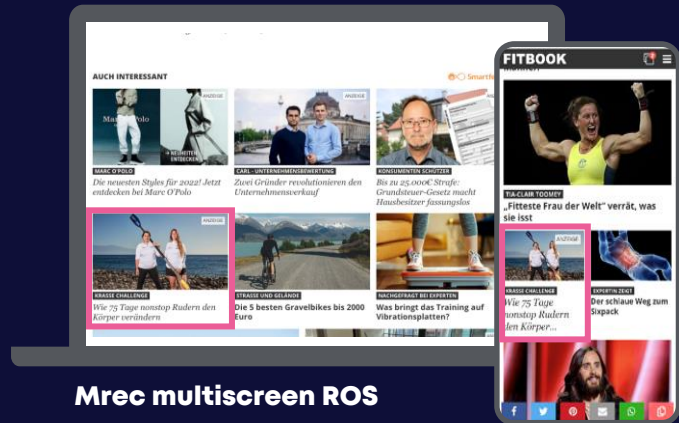 AUCH INTERESSANT
ANZEIGE
ANZEIGE
Marc O'Polo
NEUHEITEN
ENTDECKEN
MARC O'POLO
Die neuesten Styles für 2022! Jetzt
entdecken bei Marc O'Polo
CARL - UNTERNEHMENSBEWERTUNG
Zwei Gründer revolutionieren den
Unternehmensverkauf
KONSUMENTEN SCHÜTZER
Bis zu 25.000€ Strafe:
Grundsteuer-Gesetz macht
Hausbesitzer fassungslos
ANZEIGE
KRASSE CHALLENGE
Wie 75 Tage nonstop Rudern den
Körper verändern
STRASSE UND GELÄNDE
Die 5 besten Gravelbikes bis 2000
Euro
NACHGEFRAGT BEI EXPERTEN
Was bringt das Training auf
Vibrationsplatten?
FITBOOK
TIA-CLAIR TOOMEY
„Fitteste Frau der Welt“ verrät, was
sie isst
ANZEIGE
KRASSE CHALLENGE
Wie 75 Tage
nonstop Rudern
den Körper...
EXPERTIN ZEIGT
Der schlaue Weg zum
Sixpack
Mrec multiscreen ROS